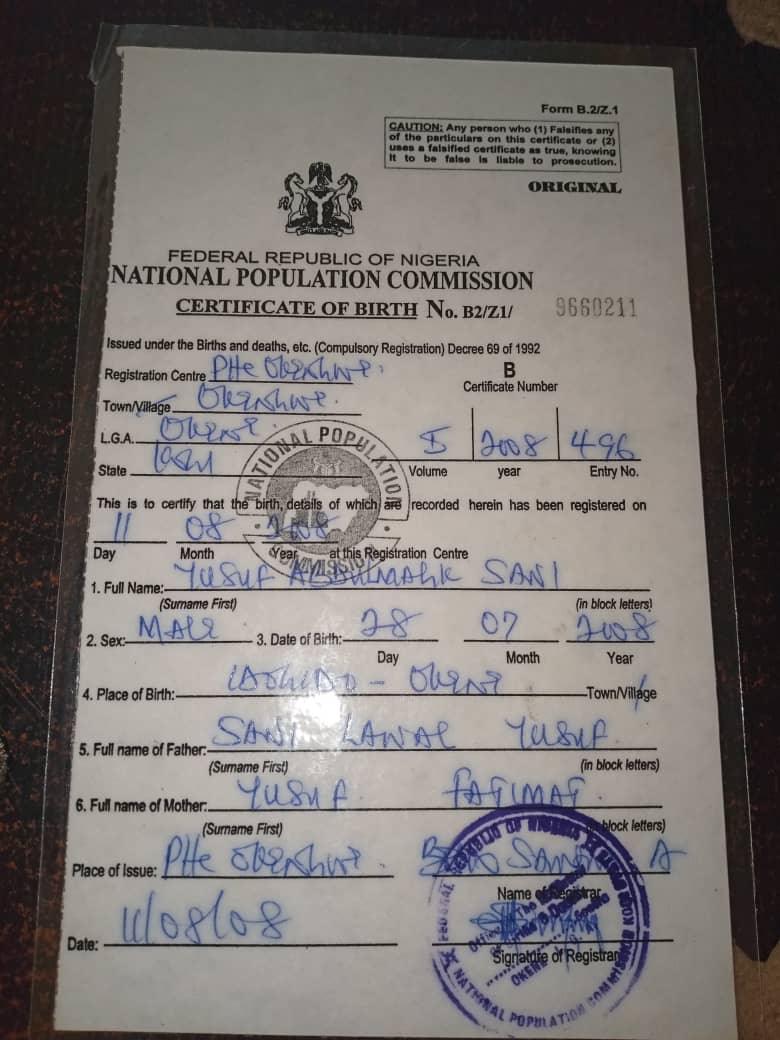 Form B.2/Z.1
CAUTION: Any person who (1) Falsifies any
of the particulars on this certificate or (2)
uses a falsified certificate as true, knowing
it to be false is liable to prosecution.
ORIGINAL
FEDERAL REPUBLIC OF NIGERIA
NATIONAL POPULATION COMMISSION
CERTIFICATE OF BIRTH No. B2/Z1/ 9660211
Issued under the Births and deaths, etc. (Compulsory Registration) Decree 69 of 1992
Registration Centre PHC
B
Certificate Number
Town/Village
L.G.A. Okene
State Kogi
I 2008 496
Volume year Entry No.
NATIONAL POPULATION COMMISSION
This is to certify that the birth, details of which are recorded herein has been registered on
11 08 2008
Day Month Year at this Registration Centre
1. Full Name: YUSUF ABDULMALIK SANI
(Surname First) (in block letters)
2. Sex: MALE 3. Date of Birth: 28 07 2008
Day Month Year
4. Place of Birth: - Okene Town/Village
5. Full name of Father: SANI LAWAL YUSUF
(Surname First) (in block letters)
6. Full name of Mother: YUSUF FATIMAT
(Surname First) block letters)
Place of Issue: PHC A
Name of Registrar
Date: 11/08/08
Signature of Registrar
OKENE
NATIONAL POPULATION COMMISSION